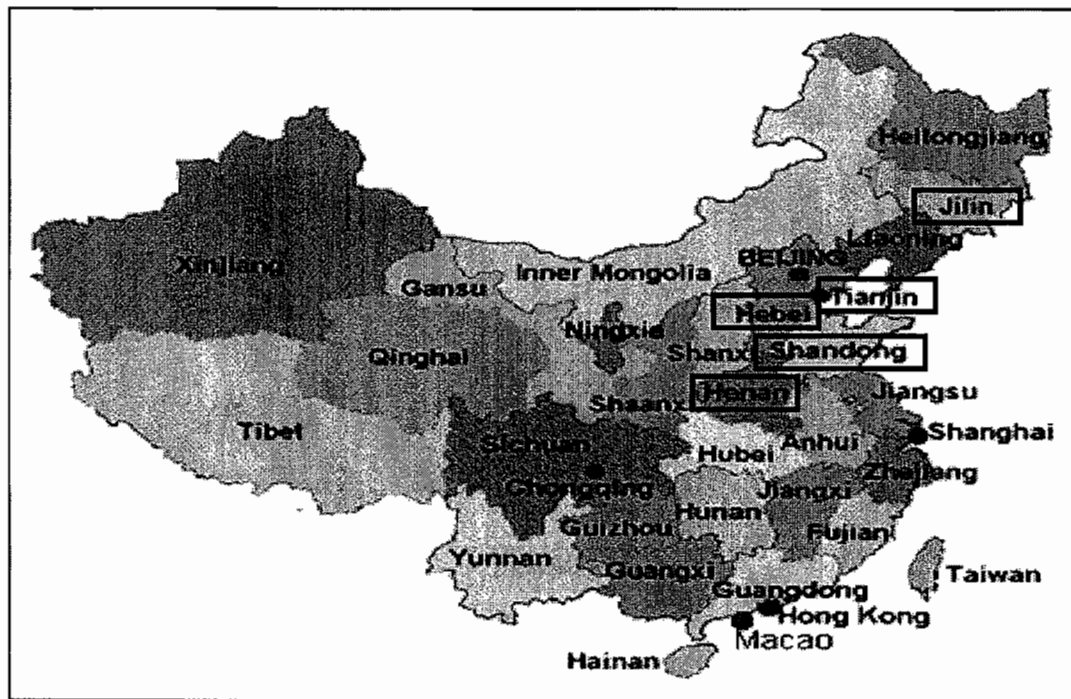 Heilongjiang
Jilin
Liaoning
BEIJING
Xinjiang
Inner Mongolia
Gansu
Tianjin
Hebei
Ningxia
Qinghai
Shanxi
Shandong
Henan
Jiangsu
Shaanx
Tibet
Sichuan
Hubei
Anhui
Shanghai
Zhejiang
Chongqing
Jiangxi
Hunan
Guizhou
Fujian
Yunnan
Guangxi
Taiwan
Guangdong
Hong Kong
Macao
Hainan